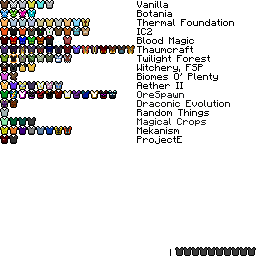 Vanilla
Botania
Thermal Foundation
IC2
Blood Magic
Thaumcraft
Twilight Forest
Witchery, FSP
Biomes O' Plenty
Aether II
OreSpawn
Draconic Evolution
Random Things
Magical Crops
Mekanism
ProjectE